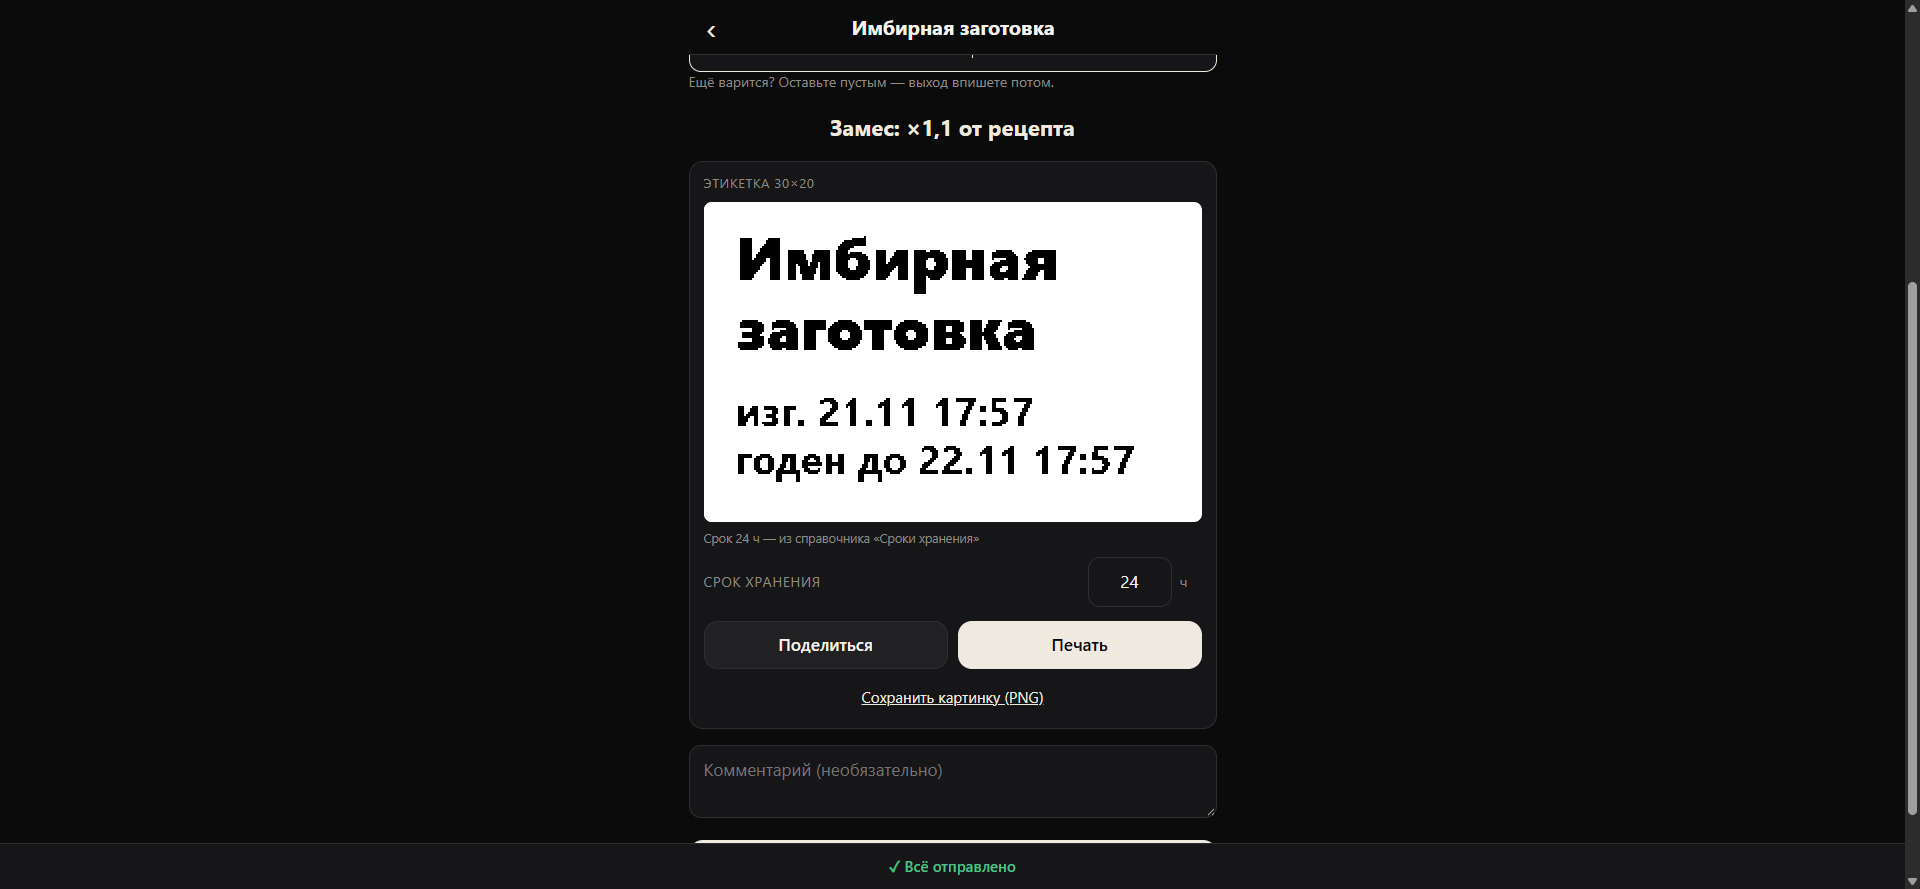 Имбирная заготовка
Ещё варится? Оставьте пустым — выход впишете потом.
Замес: ×1,1 от рецепта
ЭТИКЕТКА 30×20
Имбирная
заготовка
изг. 21.11 17:57
годен до 22.11 17:57
Срок 24 ч — из справочника «Сроки хранения»
СРОК ХРАНЕНИЯ
24 ч
Поделиться
Печать
Сохранить картинку (PNG)
Комментарий (необязательно)
✓ Всё отправлено